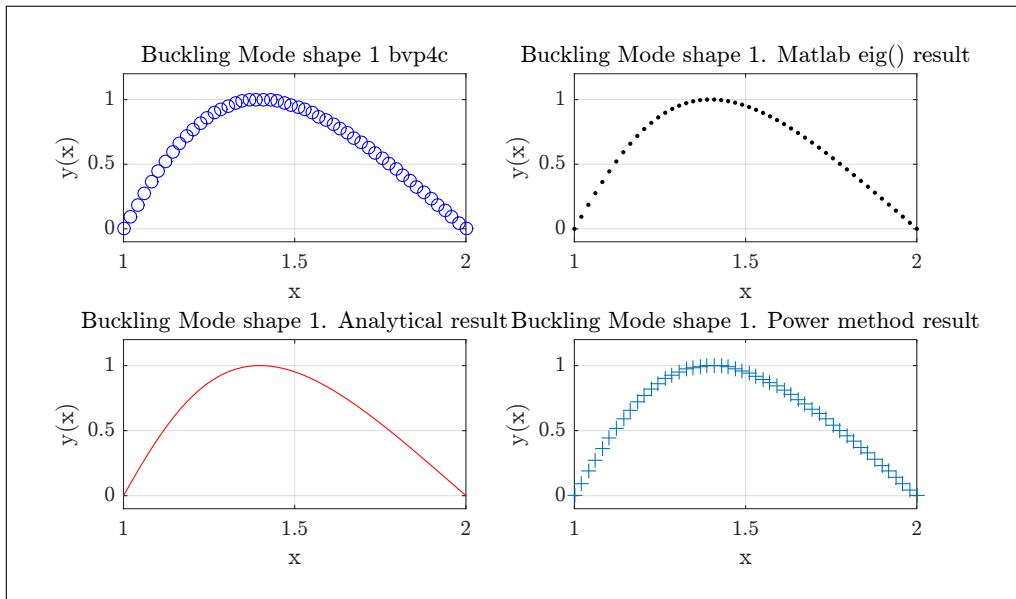 Buckling Mode shape 1 bvp4c
1
0.5
0
y(x)
1
1.5
2
x
Buckling Mode shape 1. Matlab eig() result
1
0.5
0
y(x)
1
1.5
2
x
Buckling Mode shape 1. Analytical result
1
0.5
0
y(x)
1
1.5
2
x
Buckling Mode shape 1. Power method result
1
0.5
0
y(x)
1
1.5
2
x